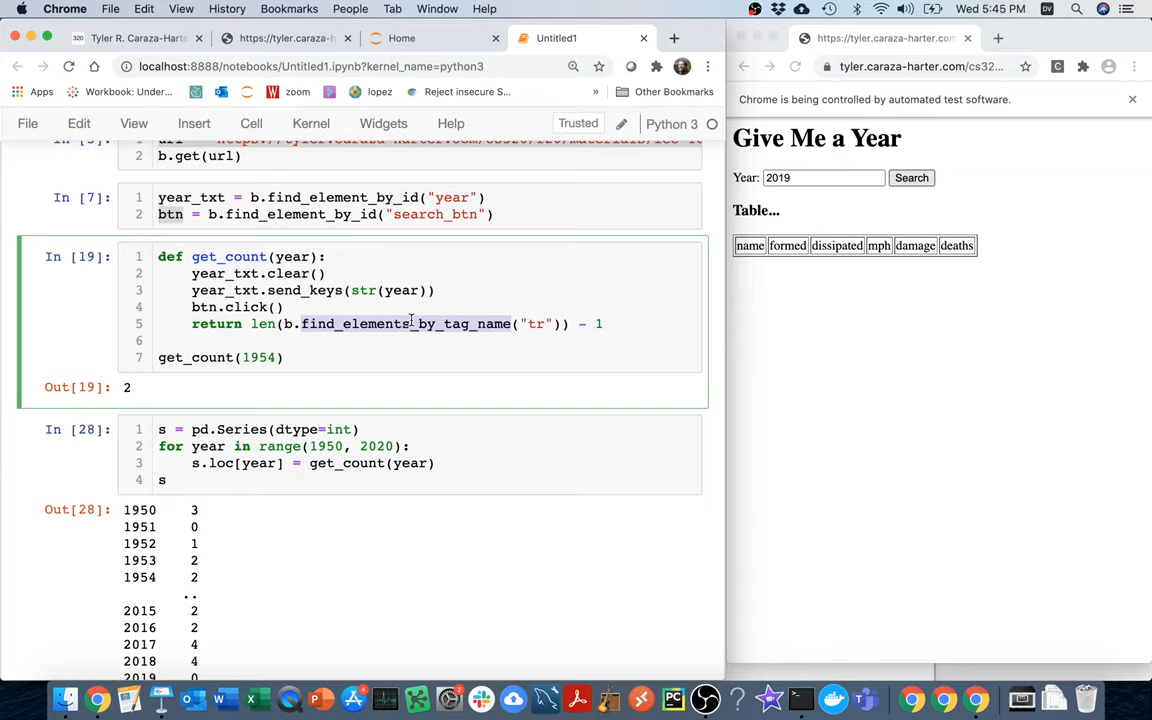 Chrome File Edit View History Bookmarks People Tab Window Help Wed 5:45 PM DV
320 Tyler R. Caraza-Harte
https://tyler.caraza-h
Home
Untitled1
https://tyler.caraza-harter.com
localhost:8888/notebooks/Untitled1.ipynb?kernel_name=python3
tyler.caraza-harter.com/cs32...
Apps Workbook: Under... zoom lopez Reject insecure S... » Other Bookmarks
Chrome is being controlled by automated test software.
File Edit View Insert Cell Kernel Widgets Help Trusted Python 3
2 b.get(url)
In [7]:
1 year_txt = b.find_element_by_id("year")
2 btn = b.find_element_by_id("search_btn")
In [19]:
1 def get_count(year):
2 year_txt.clear()
3 year_txt.send_keys(str(year))
4 btn.click()
5 return len(b.find_elements_by_tag_name("tr")) - 1
6
7 get_count(1954)
Out[19]: 2
In [28]:
1 s = pd.Series(dtype=int)
2 for year in range(1950, 2020):
3 s.loc[year] = get_count(year)
4 s
Out[28]:
1950 3
1951 0
1952 1
1953 2
1954 2
..
2015 2
2016 2
2017 4
2018 4
2019 0
Give Me a Year
Year: 2019 Search
Table...
name formed dissipated mph damage deaths